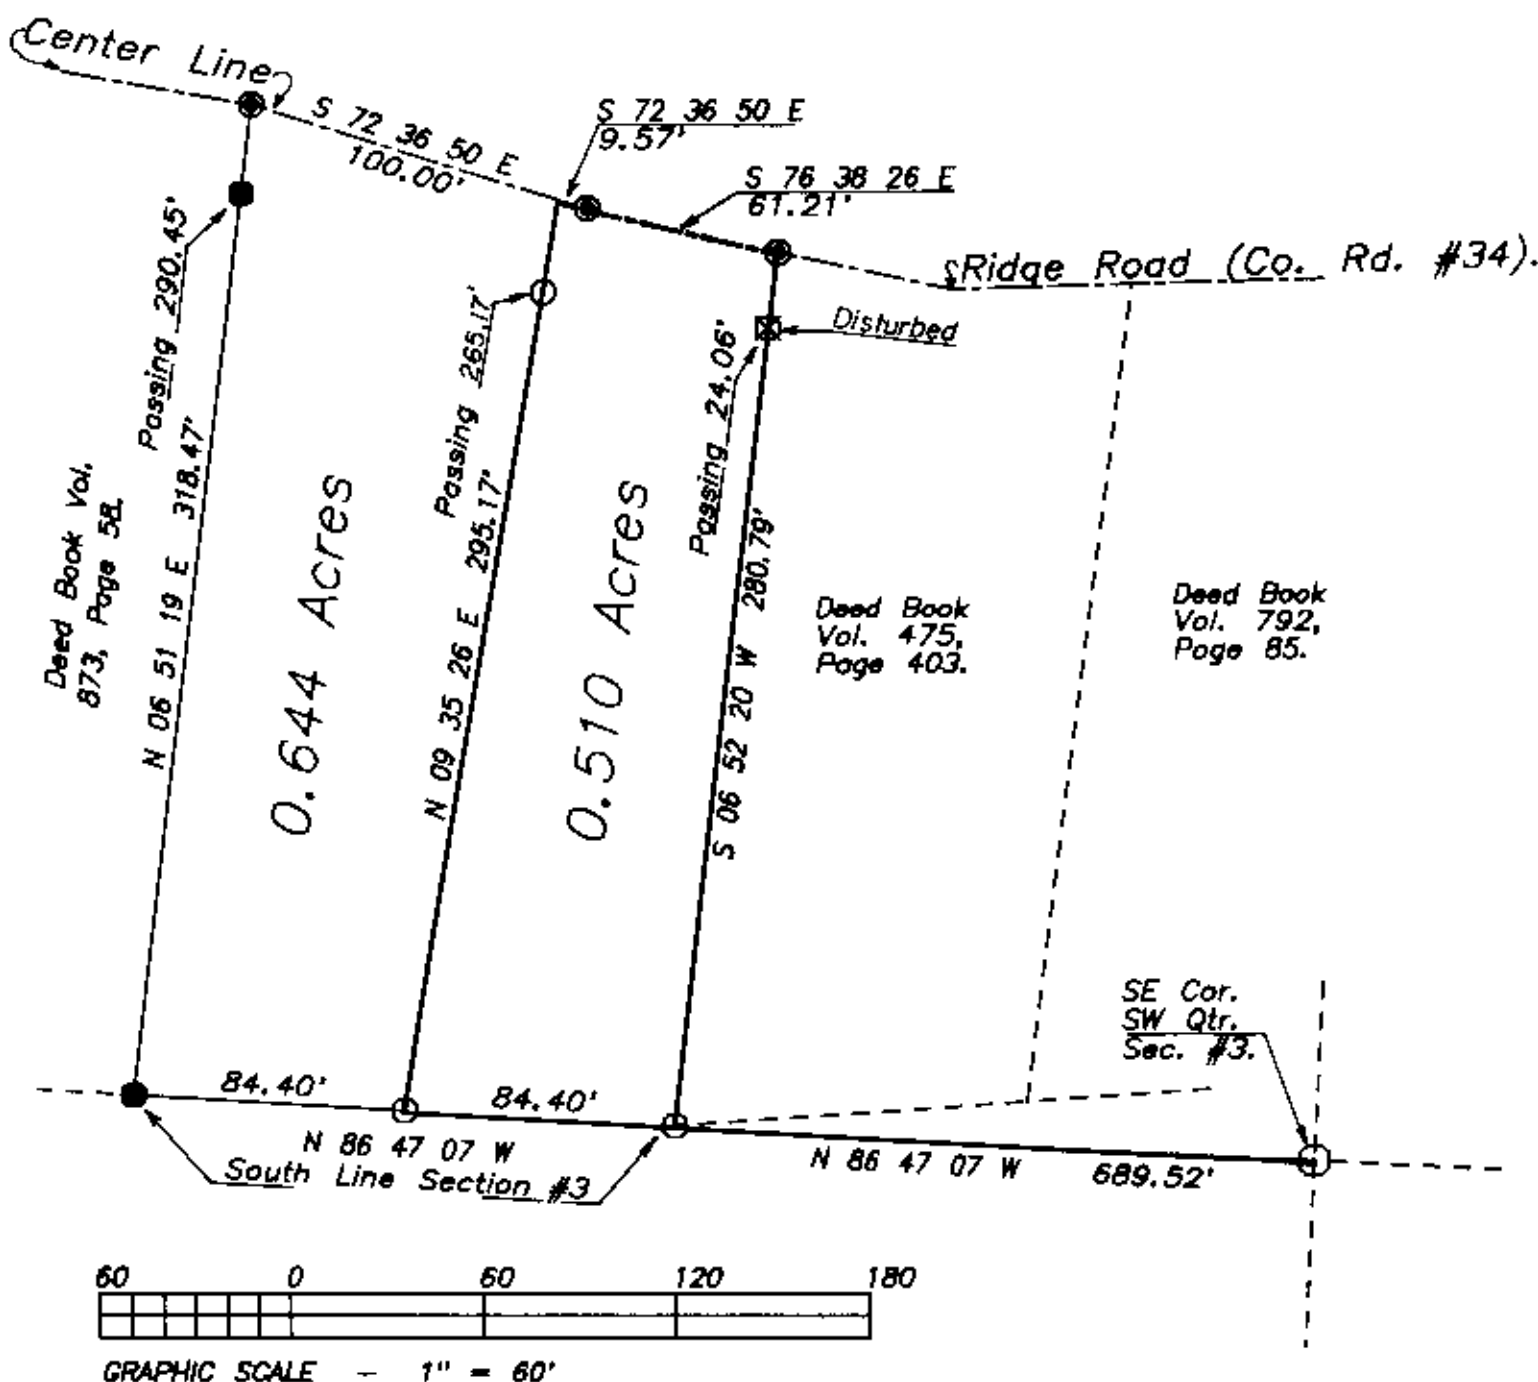 Center Line
S 72 36 50 E
100.00'
S 72 36 50 E
9.57'
S 76 38 26 E
61.21'
Ridge Road (Co. Rd. #34).
Disturbed
Passing 290.45'
Passing 265.17'
Passing 24.06'
Deed Book Vol.
873, Page 58.
N 06 51 19 E 318.47'
0.644 Acres
N 09 35 26 E 295.17'
0.510 Acres
S 06 52 20 W 280.79'
Deed Book
Vol. 475,
Page 403.
Deed Book
Vol. 792,
Page 85.
SE Cor.
SW Qtr.
Sec. #3.
84.40'
84.40'
N 86 47 07 W
South Line Section #3
N 86 47 07 W 689.52'
60 0 60 120 180
GRAPHIC SCALE - 1" = 60'